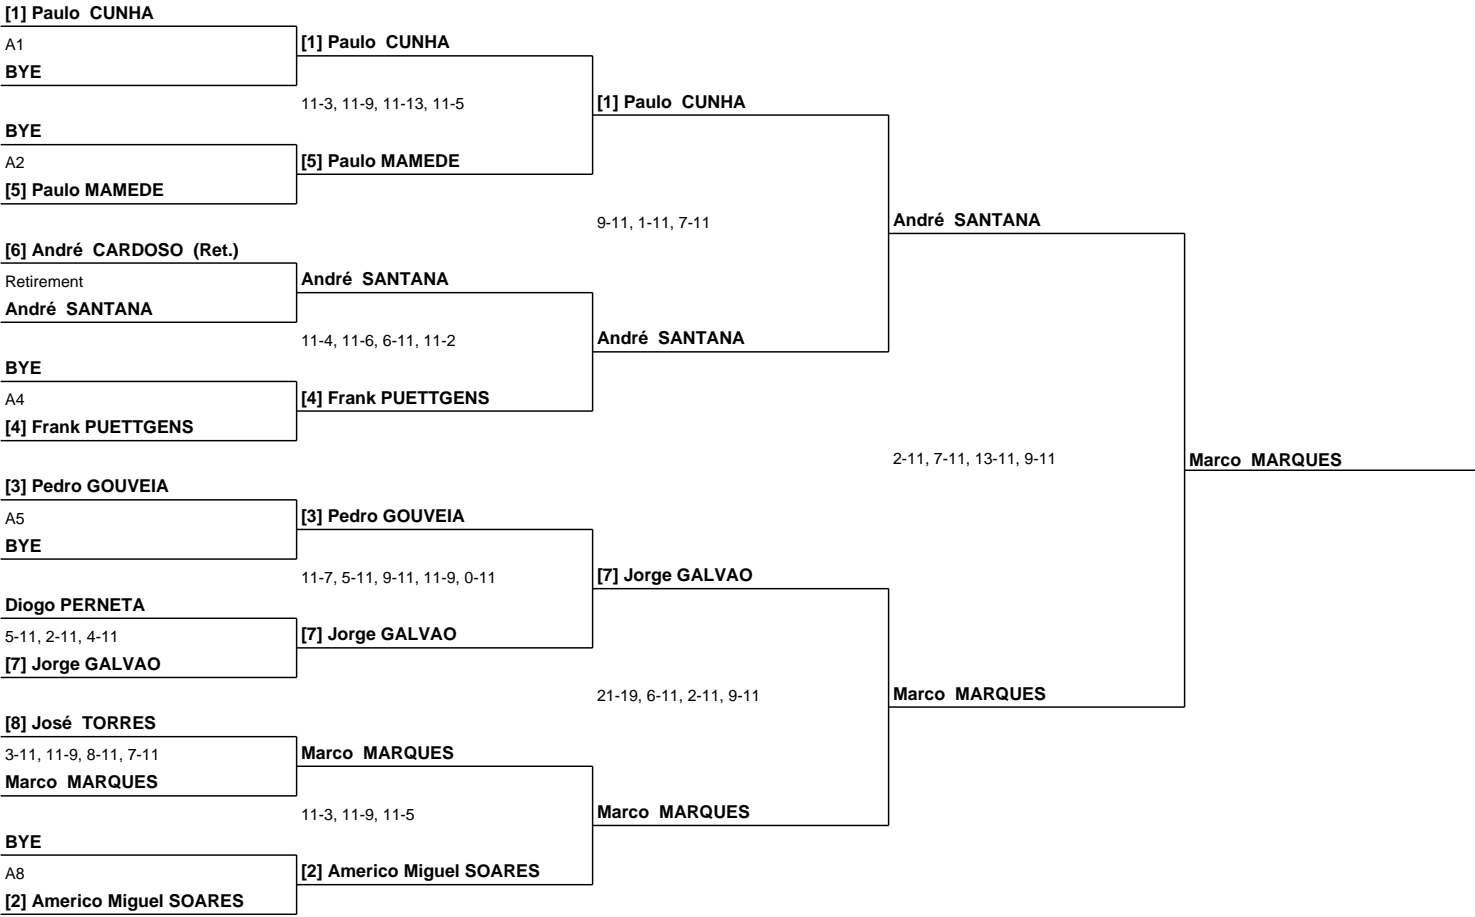 [1] Paulo CUNHA
A1
[1] Paulo CUNHA
BYE
11-3, 11-9, 11-13, 11-5
[1] Paulo CUNHA
BYE
A2
[5] Paulo MAMEDE
[5] Paulo MAMEDE
9-11, 1-11, 7-11
André SANTANA
[6] André CARDOSO (Ret.)
Retirement
André SANTANA
André SANTANA
11-4, 11-6, 6-11, 11-2
André SANTANA
BYE
A4
[4] Frank PUETTGENS
[4] Frank PUETTGENS
2-11, 7-11, 13-11, 9-11
Marco MARQUES
[3] Pedro GOUVEIA
A5
[3] Pedro GOUVEIA
BYE
11-7, 5-11, 9-11, 11-9, 0-11
[7] Jorge GALVAO
Diogo PERNETA
5-11, 2-11, 4-11
[7] Jorge GALVAO
[7] Jorge GALVAO
21-19, 6-11, 2-11, 9-11
Marco MARQUES
[8] José TORRES
3-11, 11-9, 8-11, 7-11
Marco MARQUES
Marco MARQUES
11-3, 11-9, 11-5
Marco MARQUES
BYE
A8
[2] Americo Miguel SOARES
[2] Americo Miguel SOARES